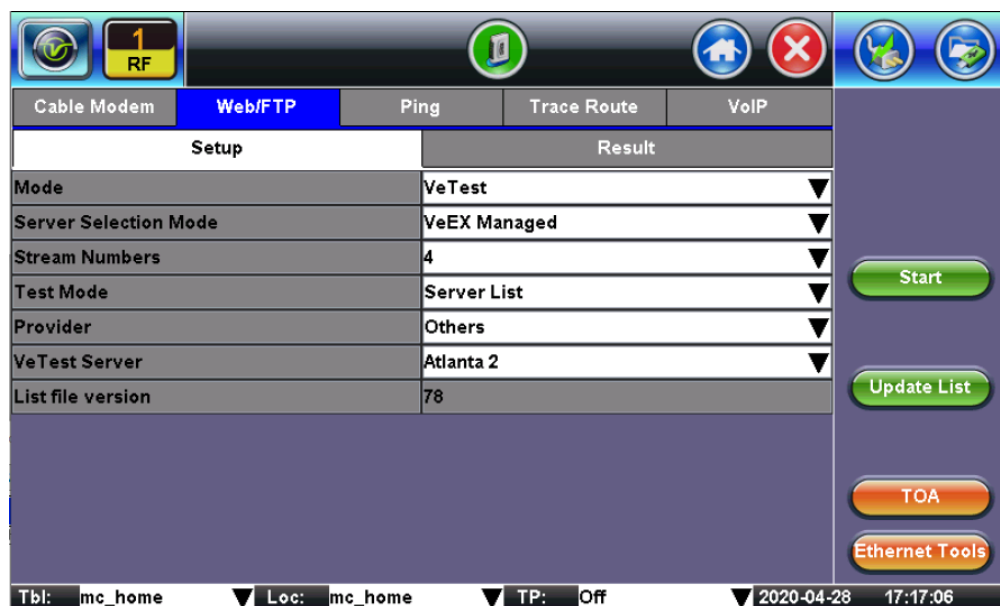 1
RF
Cable Modem Web/FTP Ping Trace Route VoIP
Setup Result
Mode VeTest
Server Selection Mode VeEX Managed
Stream Numbers 4
Test Mode Server List
Provider Others
VeTest Server Atlanta 2
List file version 78
Start
Update List
TOA
Ethernet Tools
Tbl: mc_home Loc: mc_home TP: Off 2020-04-28 17:17:06